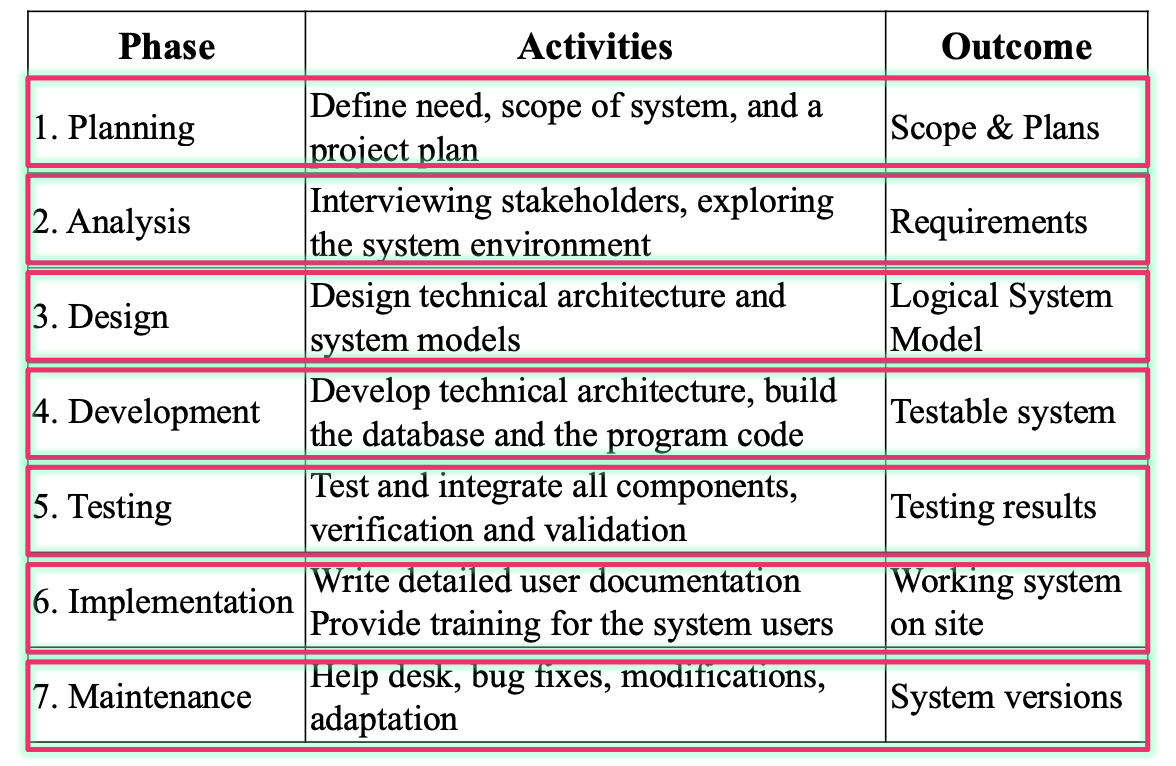 Phase Activities Outcome
1. Planning
Define need, scope of system, and a
project plan
Scope & Plans
2. Analysis
Interviewing stakeholders, exploring
the system environment
Requirements
3. Design
Design technical architecture and
system models
Logical System
Model
4. Development
Develop technical architecture, build
the database and the program code
Testable system
5. Testing
Test and integrate all components,
verification and validation
Testing results
6. Implementation
Write detailed user documentation
Provide training for the system users
Working system
on site
7. Maintenance
Help desk, bug fixes, modifications,
adaptation
System versions